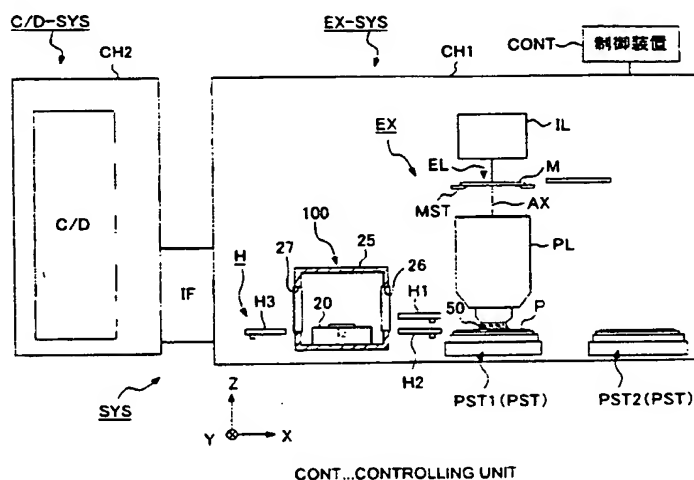 C/D-SYS
EX-SYS
CH2
CH1
CONT
制御装置
IL
EX
EL
M
MST
AX
C/D
100
25
PL
27
26
H
IF
H3
20
H1
50
P
H2
SYS
Z
Y
X
PST1(PST)
PST2(PST)
CONT...CONTROLLING UNIT